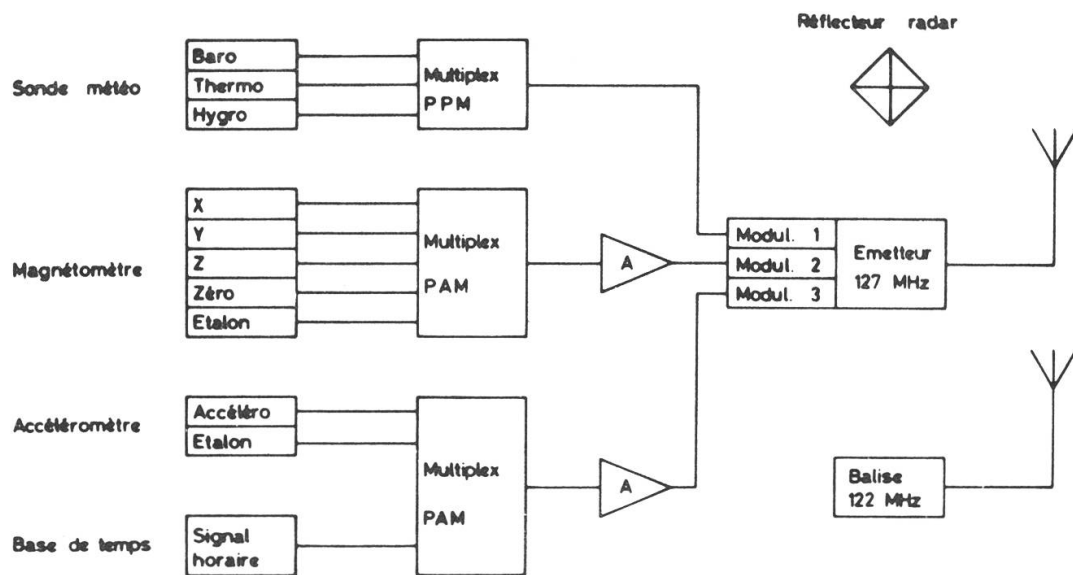 Réflecteur radar
Sonde météo
Baro
Thermo
Hygro
Multiplex
PPM
Magnétomètre
X
Y
Z
Zéro
Etalon
Multiplex
PAM
A
Modul. 1
Modul. 2
Modul. 3
Emetteur
127 MHz
Accéléromètre
Accéléro
Etalon
Multiplex
PAM
A
Balise
122 MHz
Base de temps
Signal
horaire